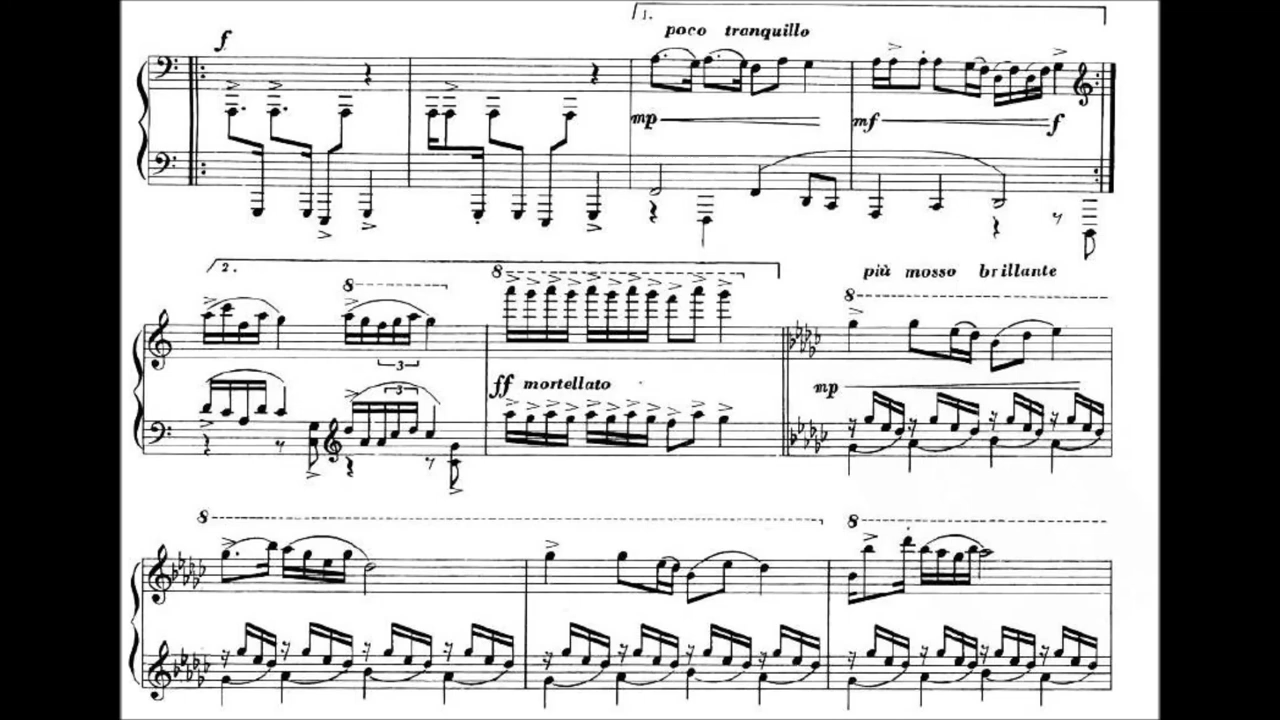 1.
f
poco tranquillo
mp
mf
f
2.
8
8
più mosso brillante
8
3
3
ff mortellato
mp
8
8